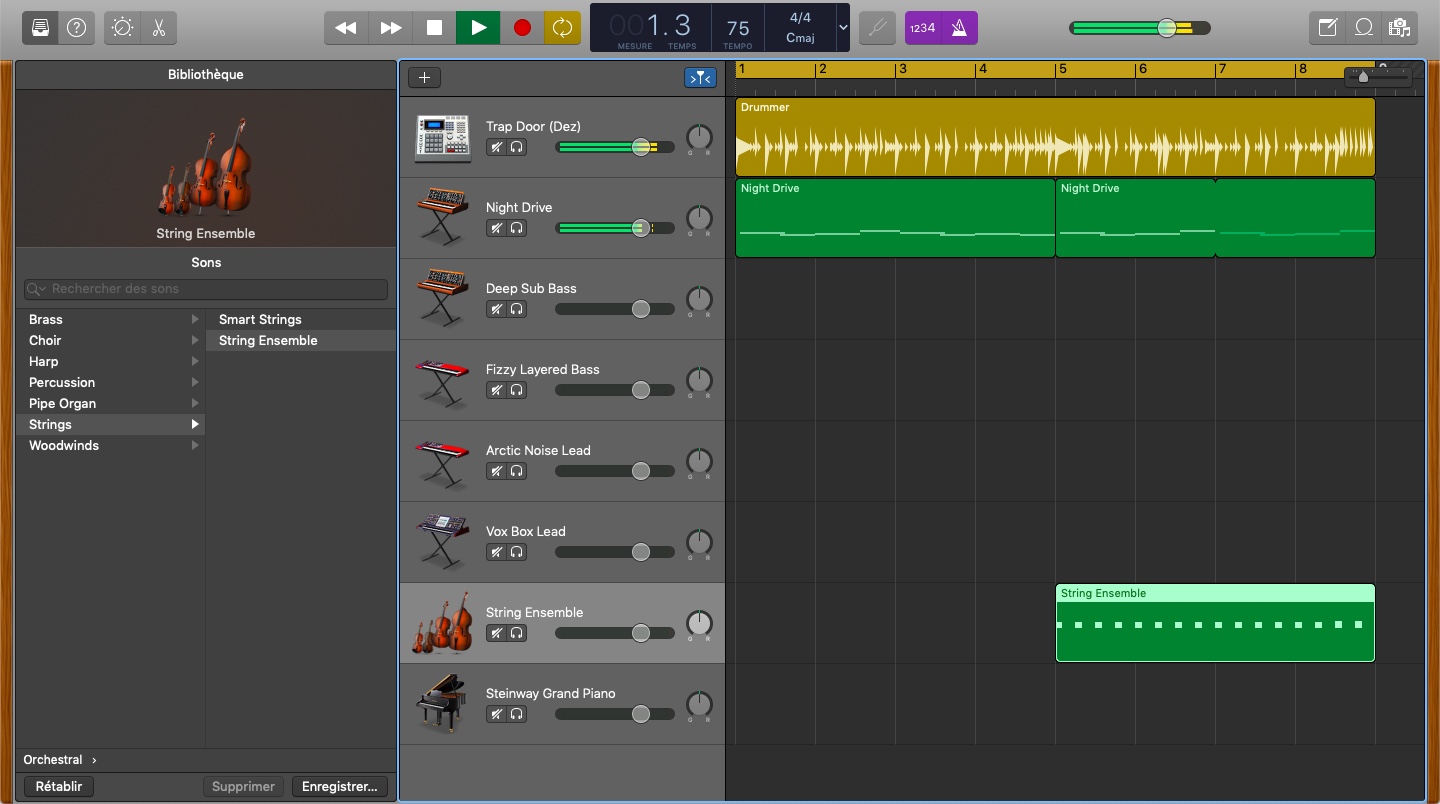 001. 3
75
4/4
Cmaj
MESURE TEMPS
TEMPO
1234
Bibliothèque
String Ensemble
Sons
Rechercher des sons
Brass
Choir
Harp
Percussion
Pipe Organ
Strings
Woodwinds
Smart Strings
String Ensemble
Orchestral ›
Rétablir
Supprimer
Enregistrer...
1 2 3 4 5 6 7 8 9
Trap Door (Dez)
G R
Night Drive
G R
Deep Sub Bass
G R
Fizzy Layered Bass
G R
Arctic Noise Lead
G R
Vox Box Lead
G R
String Ensemble
G R
Steinway Grand Piano
G R
Drummer
Night Drive
Night Drive
String Ensemble